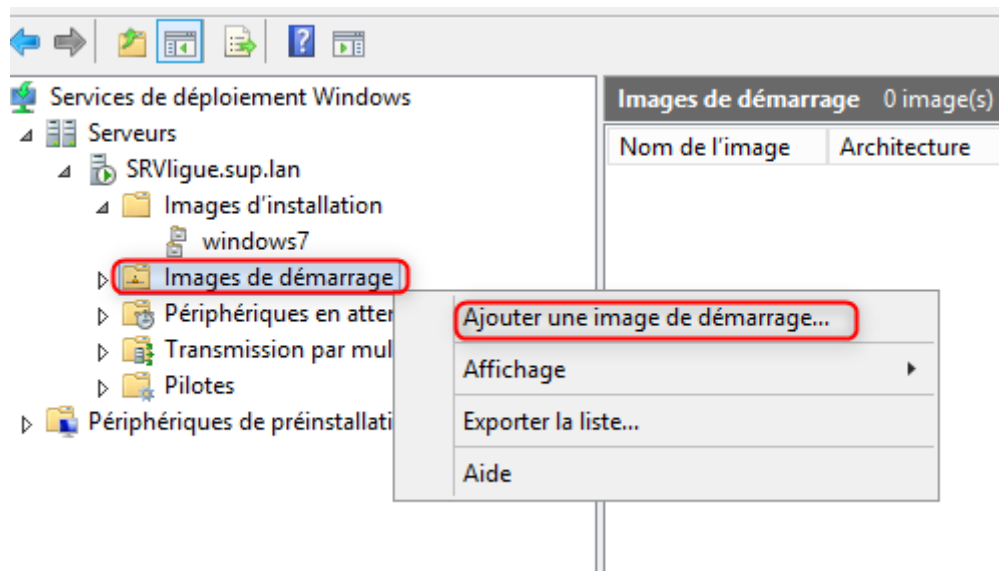 Services de déploiement Windows
Serveurs
SRVligue.sup.lan
Images d'installation
windows7
Images de démarrage
Périphériques en atter
Transmission par mul
Pilotes
Périphériques de préinstallati
Images de démarrage 0 image(s)
Nom de l'image Architecture
Ajouter une image de démarrage...
Affichage
Exporter la liste...
Aide